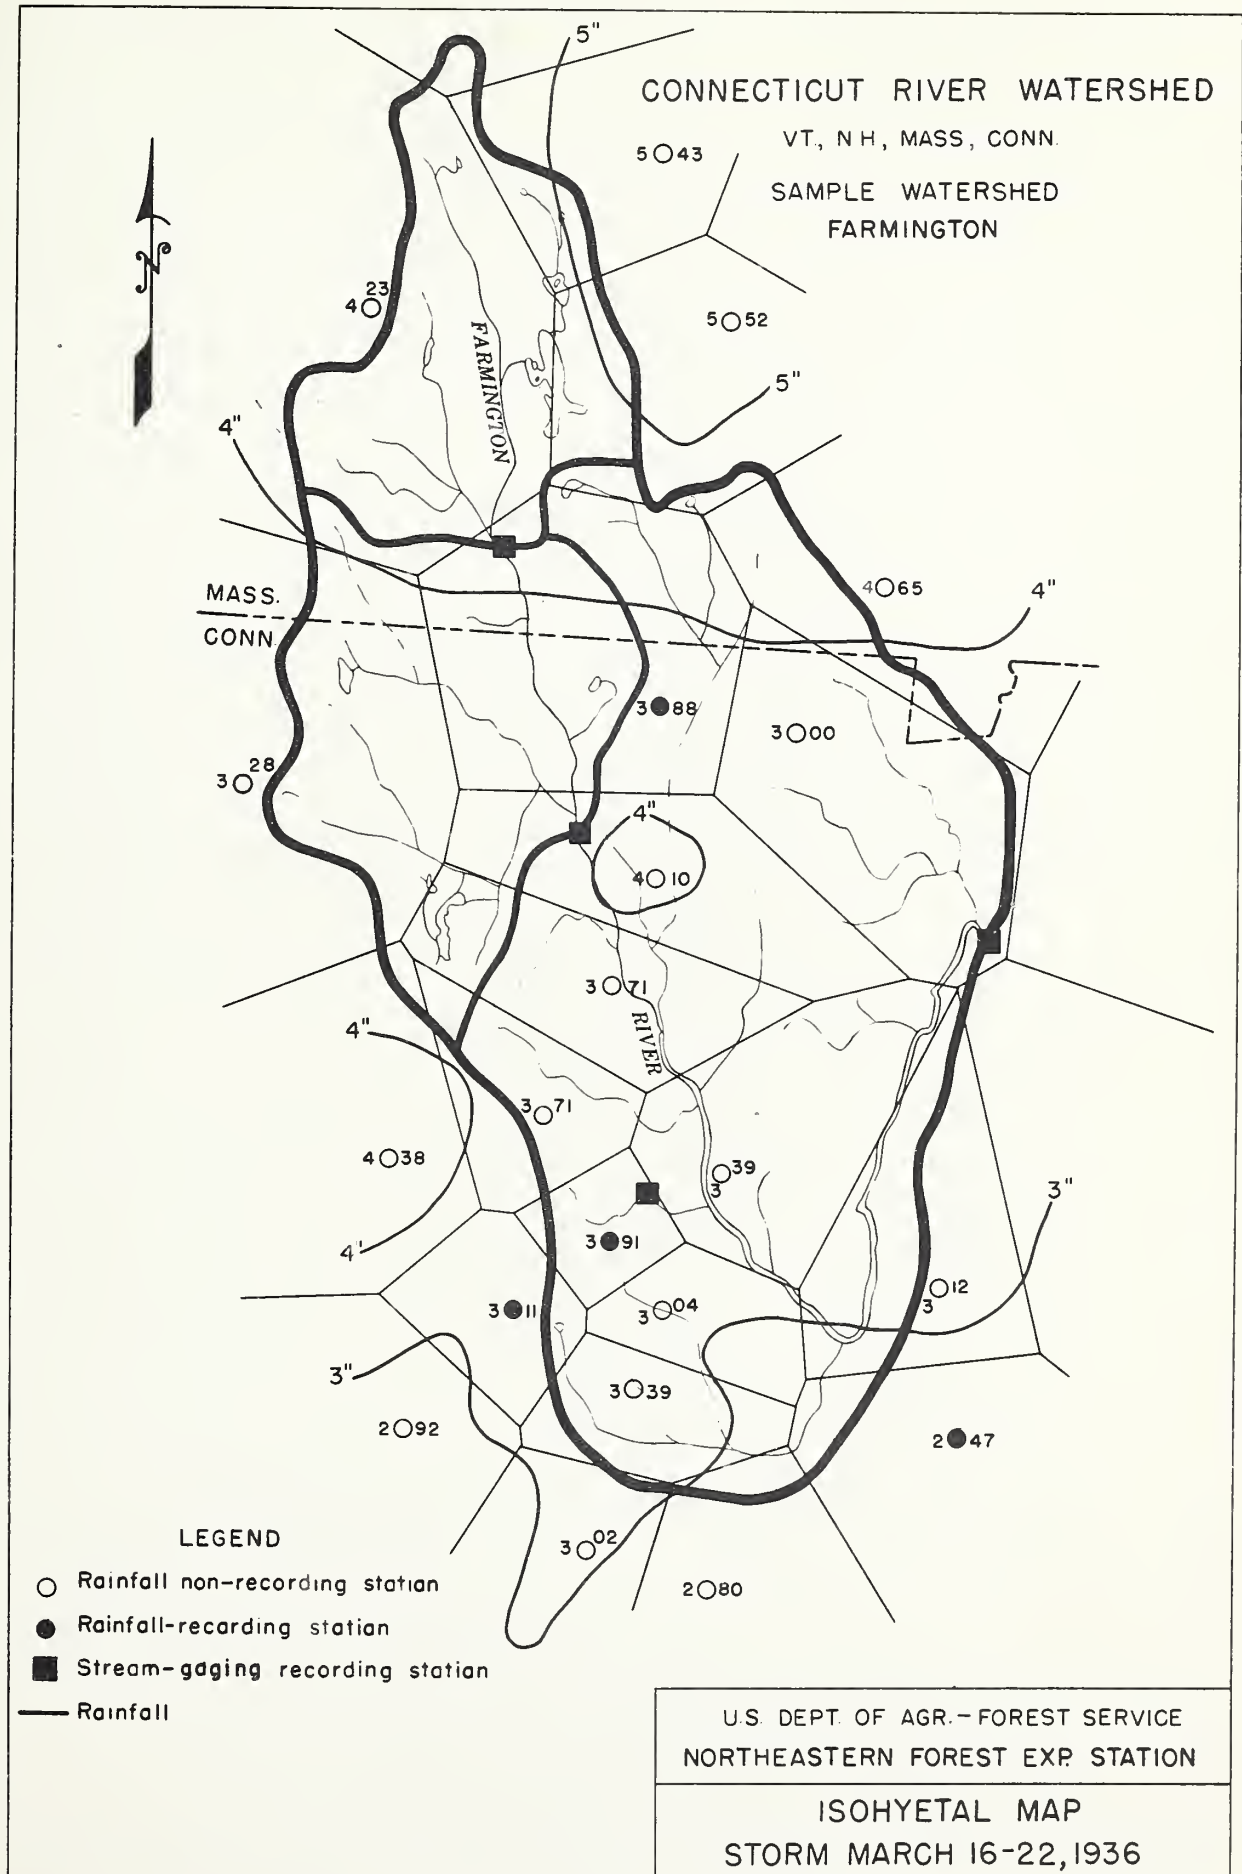 5"
CONNECTICUT RIVER WATERSHED
VT., N H, MASS, CONN.
5 43
SAMPLE WATERSHED
FARMINGTON
N
4 23
5 52
FARMINGTON
5"
4"
4 65
4"
MASS.
CONN.
3 88
3 00
3 28
4"
4 10
3 71
RIVER
4"
3 71
4 38
3 39
3"
4"
3 91
3 12
3 11
3 04
3"
3 39
2 92
2 47
3 02
2 80
LEGEND
Rainfall non-recording station
Rainfall-recarding station
Stream-gaging recording station
Rainfall
U.S. DEPT. OF AGR.-FOREST SERVICE
NORTHEASTERN FOREST EXP. STATION
ISOHYETAL MAP
STORM MARCH 16-22, 1936